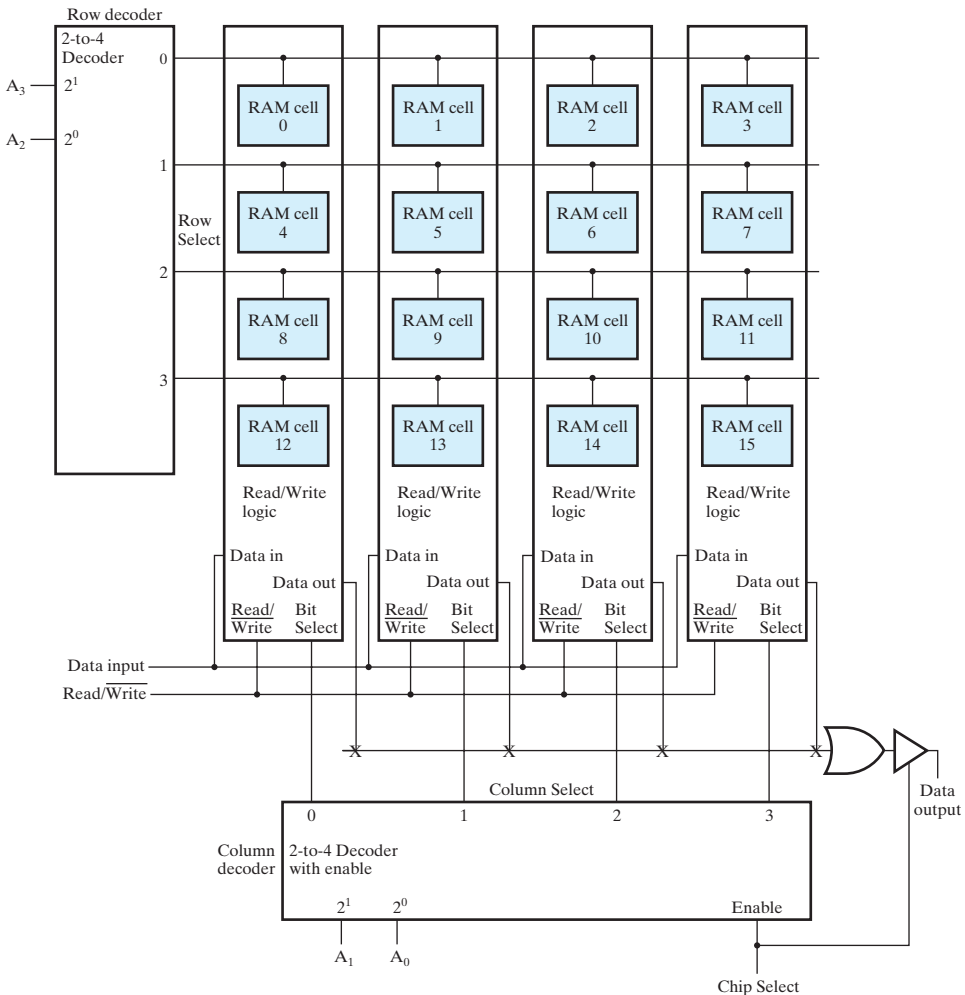 Row decoder
2-to-4
Decoder
A₃
2¹
A₂
2⁰
0
1
2
3
Row
Select
RAM cell
0
RAM cell
1
RAM cell
2
RAM cell
3
RAM cell
4
RAM cell
5
RAM cell
6
RAM cell
7
RAM cell
8
RAM cell
9
RAM cell
10
RAM cell
11
RAM cell
12
RAM cell
13
RAM cell
14
RAM cell
15
Read/Write
logic
Read/Write
logic
Read/Write
logic
Read/Write
logic
Data in
Data in
Data in
Data in
Data out
Data out
Data out
Data out
Read/
Write
Bit
Select
Read/
Write
Bit
Select
Read/
Write
Bit
Select
Read/
Write
Bit
Select
Data input
Read/W̅r̅i̅t̅e̅
X X X X
Data
output
Column Select
0 1 2 3
Column
decoder
2-to-4 Decoder
with enable
2¹ 2⁰ Enable
A₁ A₀
Chip Select